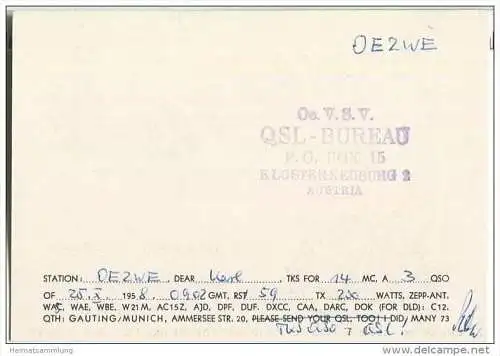 OE2WE
Oe. V. S. V.
QSL-BUREAU
P. O. BOX 15
KLOSTERNEUBURG 2
AUSTRIA
STATION: OE2WE, DEAR Karl TKS FOR 14 MC, A 3 QSO
OF 25. X. 1958, 0902 GMT, RST 59 TX 200 WATTS, ZEPP-ANT.
WAC, WAE, WBE, W21M, AC15Z, AJD, DPF, DUF, DXCC, CAA, DARC, DOK (FOR DLD): C12.
QTH: GAUTING/MUNICH, AMMERSEE STR. 20, PLEASE SEND YOUR QSL TOO! I DID! MANY 73
QSL!
Heimatsammlung